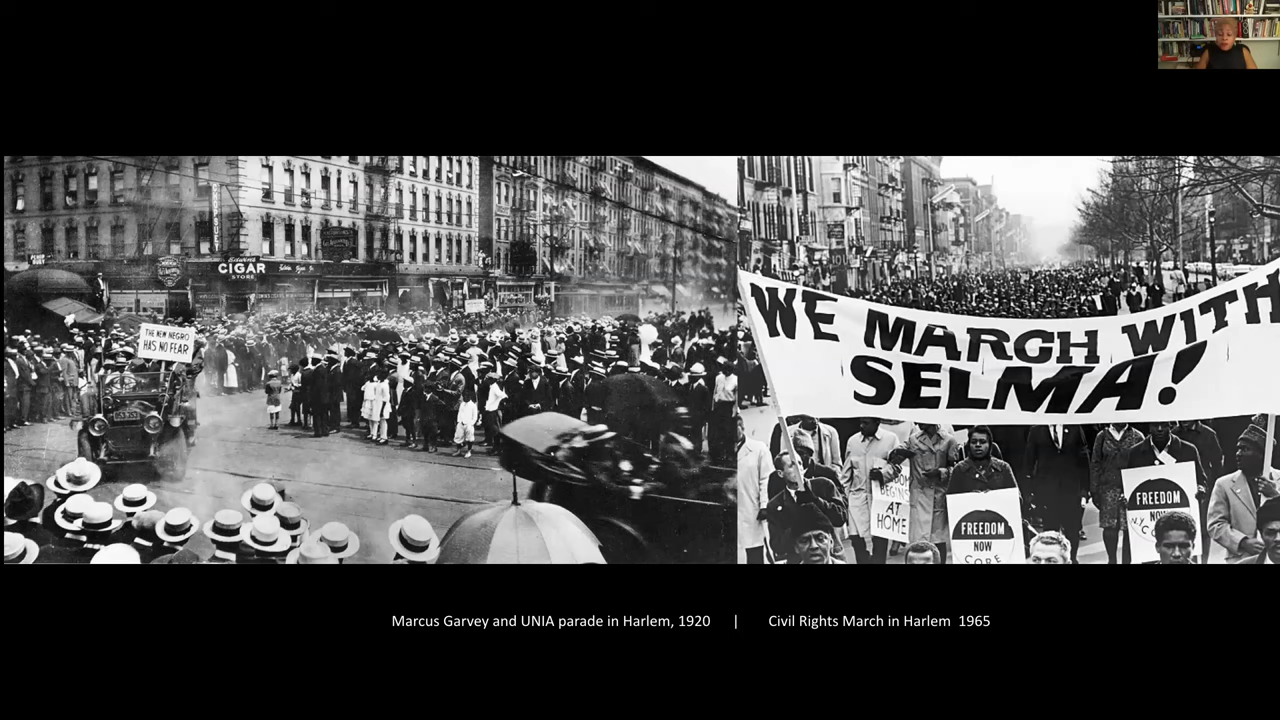 CIGAR
STORE
THE NEW NEGRO
HAS NO FEAR
WE MARCH WITH
SELMA!
BEGINS
AT
HOME
FREEDOM
NOW
CORE
FREEDOM
NOW
Marcus Garvey and UNIA parade in Harlem, 1920 | Civil Rights March in Harlem 1965